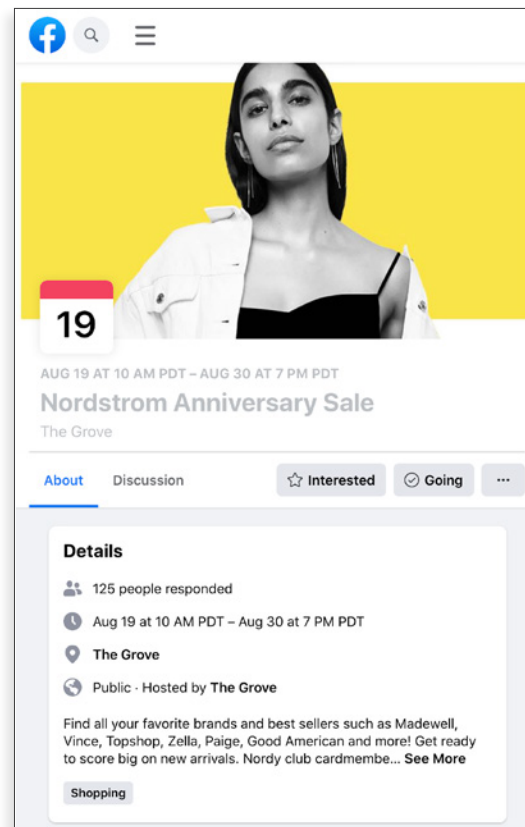 19
AUG 19 AT 10 AM PDT – AUG 30 AT 7 PM PDT
Nordstrom Anniversary Sale
The Grove
About Discussion Interested Going ...
Details
125 people responded
Aug 19 at 10 AM PDT – Aug 30 at 7 PM PDT
The Grove
Public · Hosted by The Grove
Find all your favorite brands and best sellers such as Madewell,
Vince, Topshop, Zella, Paige, Good American and more! Get ready
to score big on new arrivals. Nordy club cardmembe... See More
Shopping